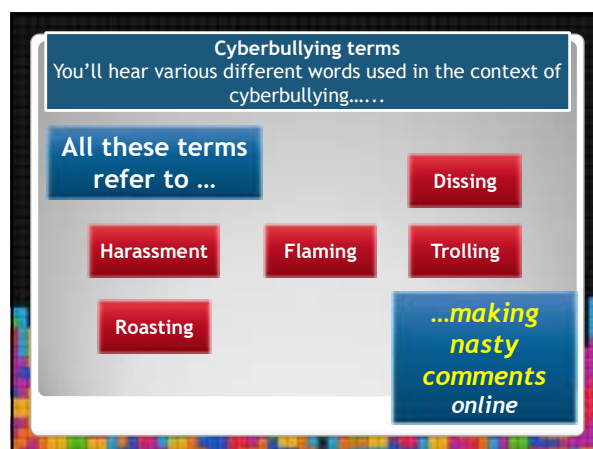 Cyberbullying terms
You’ll hear various different words used in the context of
cyberbullying…...
All these terms
refer to …
Dissing
Harassment
Flaming
Trolling
Roasting
…making
nasty
comments
online